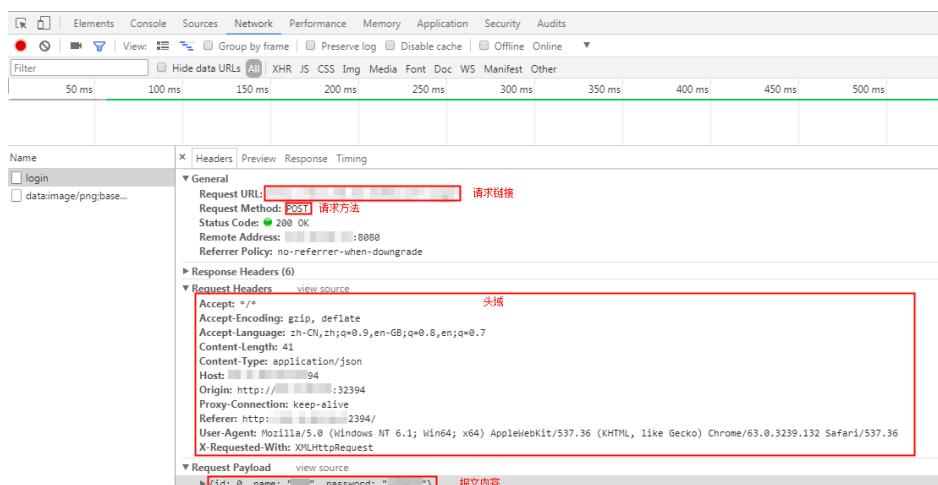 Elements Console Sources Network Performance Memory Application Security Audits
View: Group by frame Preserve log Disable cache Offline Online
Filter Hide data URLs All XHR JS CSS Img Media Font Doc WS Manifest Other
50 ms 100 ms 150 ms 200 ms 250 ms 300 ms 350 ms 400 ms 450 ms 500 ms
Name × Headers Preview Response Timing
login
data:image/png;base...
▼ General
Request URL: 请求链接
Request Method: POST 请求方法
Status Code: 200 OK
Remote Address: :8080
Referrer Policy: no-referrer-when-downgrade
▶ Response Headers (6)
▼ Request Headers view source
头域
Accept: */*
Accept-Encoding: gzip, deflate
Accept-Language: zh-CN,zh;q=0.9,en-GB;q=0.8,en;q=0.7
Content-Length: 41
Content-Type: application/json
Host: 94
Origin: http:// :32394
Proxy-Connection: keep-alive
Referer: http: 2394/
User-Agent: Mozilla/5.0 (Windows NT 6.1; Win64; x64) AppleWebKit/537.36 (KHTML, like Gecko) Chrome/63.0.3239.132 Safari/537.36
X-Requested-With: XMLHttpRequest
▼ Request Payload view source
▶ {id: 0, name: " ", password: " "} 报文内容